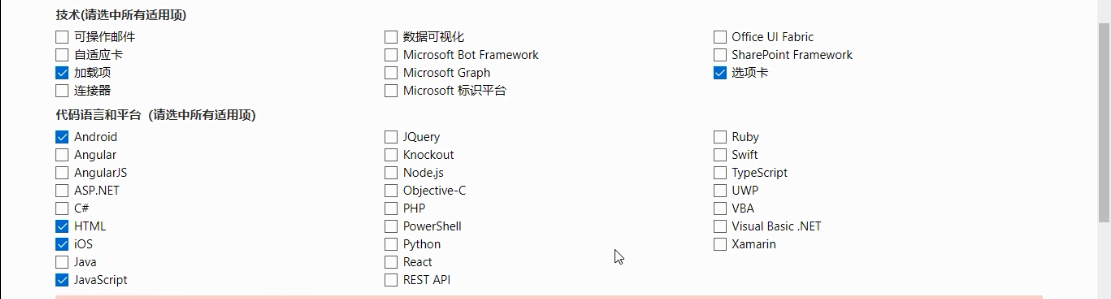 技术(请选中所有适用项)
可操作邮件 数据可视化 Office UI Fabric
自适应卡 Microsoft Bot Framework SharePoint Framework
加载项 Microsoft Graph 选项卡
连接器 Microsoft 标识平台
代码语言和平台 (请选中所有适用项)
Android JQuery Ruby
Angular Knockout Swift
AngularJS Node.js TypeScript
ASP.NET Objective-C UWP
C# PHP VBA
HTML PowerShell Visual Basic .NET
iOS Python Xamarin
Java React
JavaScript REST API